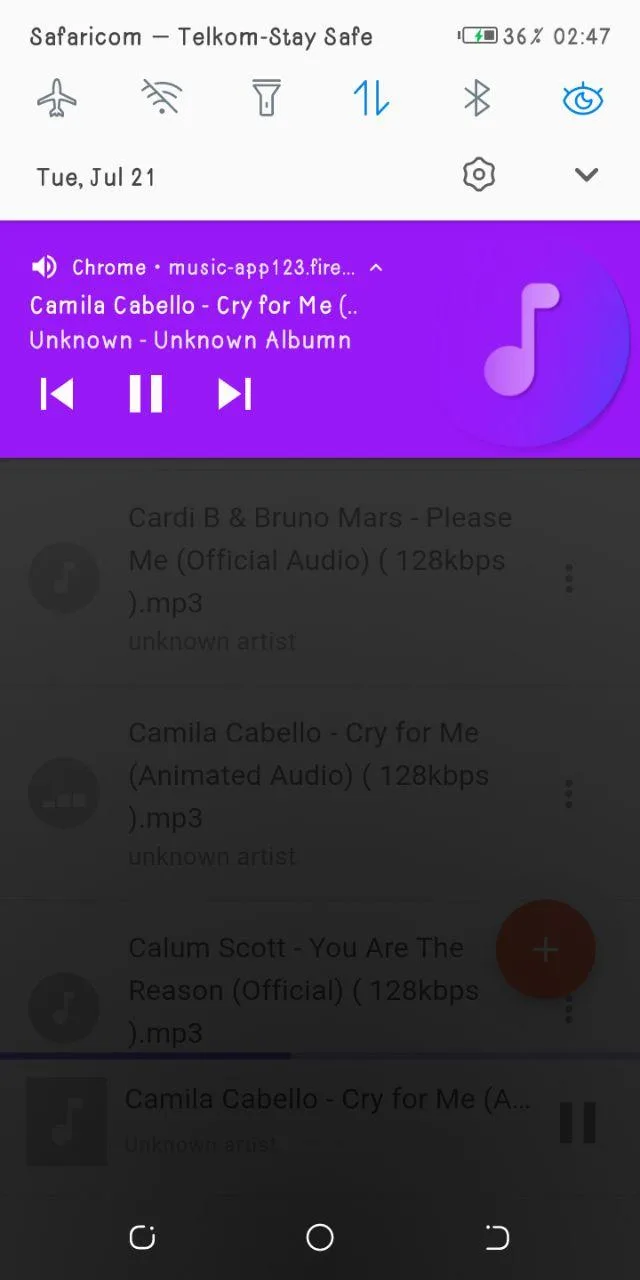 Safaricom — Telkom-Stay Safe 36% 02:47
Tue, Jul 21
Chrome • music-app123.fire...
Camila Cabello - Cry for Me (..
Unknown - Unknown Albumn
Cardi B & Bruno Mars - Please
Me (Official Audio) ( 128kbps
).mp3
unknown artist
Camila Cabello - Cry for Me
(Animated Audio) ( 128kbps
).mp3
unknown artist
Calum Scott - You Are The
Reason (Official) ( 128kbps
).mp3
Camila Cabello - Cry for Me (A...
Unknown artist